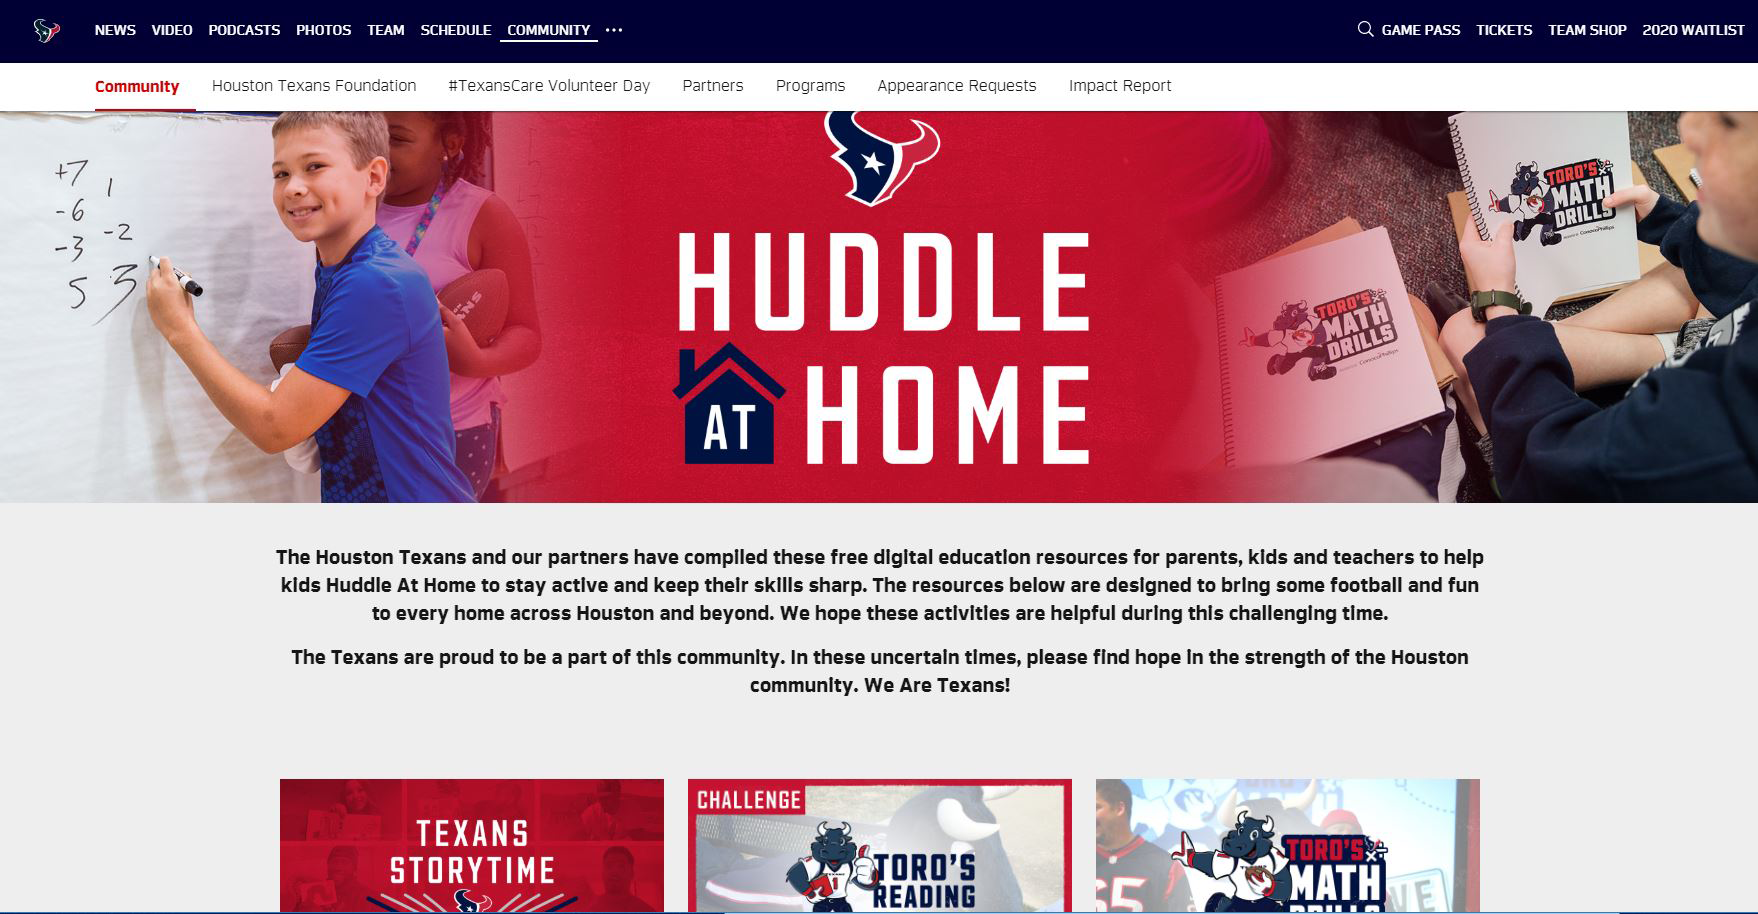 NEWS VIDEO PODCASTS PHOTOS TEAM SCHEDULE COMMUNITY ••• GAME PASS TICKETS TEAM SHOP 2020 WAITLIST
Community Houston Texans Foundation #TexansCare Volunteer Day Partners Programs Appearance Requests Impact Report
+7
1
-6
-2
-3
5 3
HUDDLE
AT HOME
TORO'S
MATH
DRILLS
ConocoPhillips
TORO'S
MATH
DRILLS
ConocoPhillips
The Houston Texans and our partners have compiled these free digital education resources for parents, kids and teachers to help
kids Huddle At Home to stay active and keep their skills sharp. The resources below are designed to bring some football and fun
to every home across Houston and beyond. We hope these activities are helpful during this challenging time.
The Texans are proud to be a part of this community. In these uncertain times, please find hope in the strength of the Houston
community. We Are Texans!
TEXANS
STORYTIME
CHALLENGE
TORO'S
READING
TORO'S
MATH
DRILLS